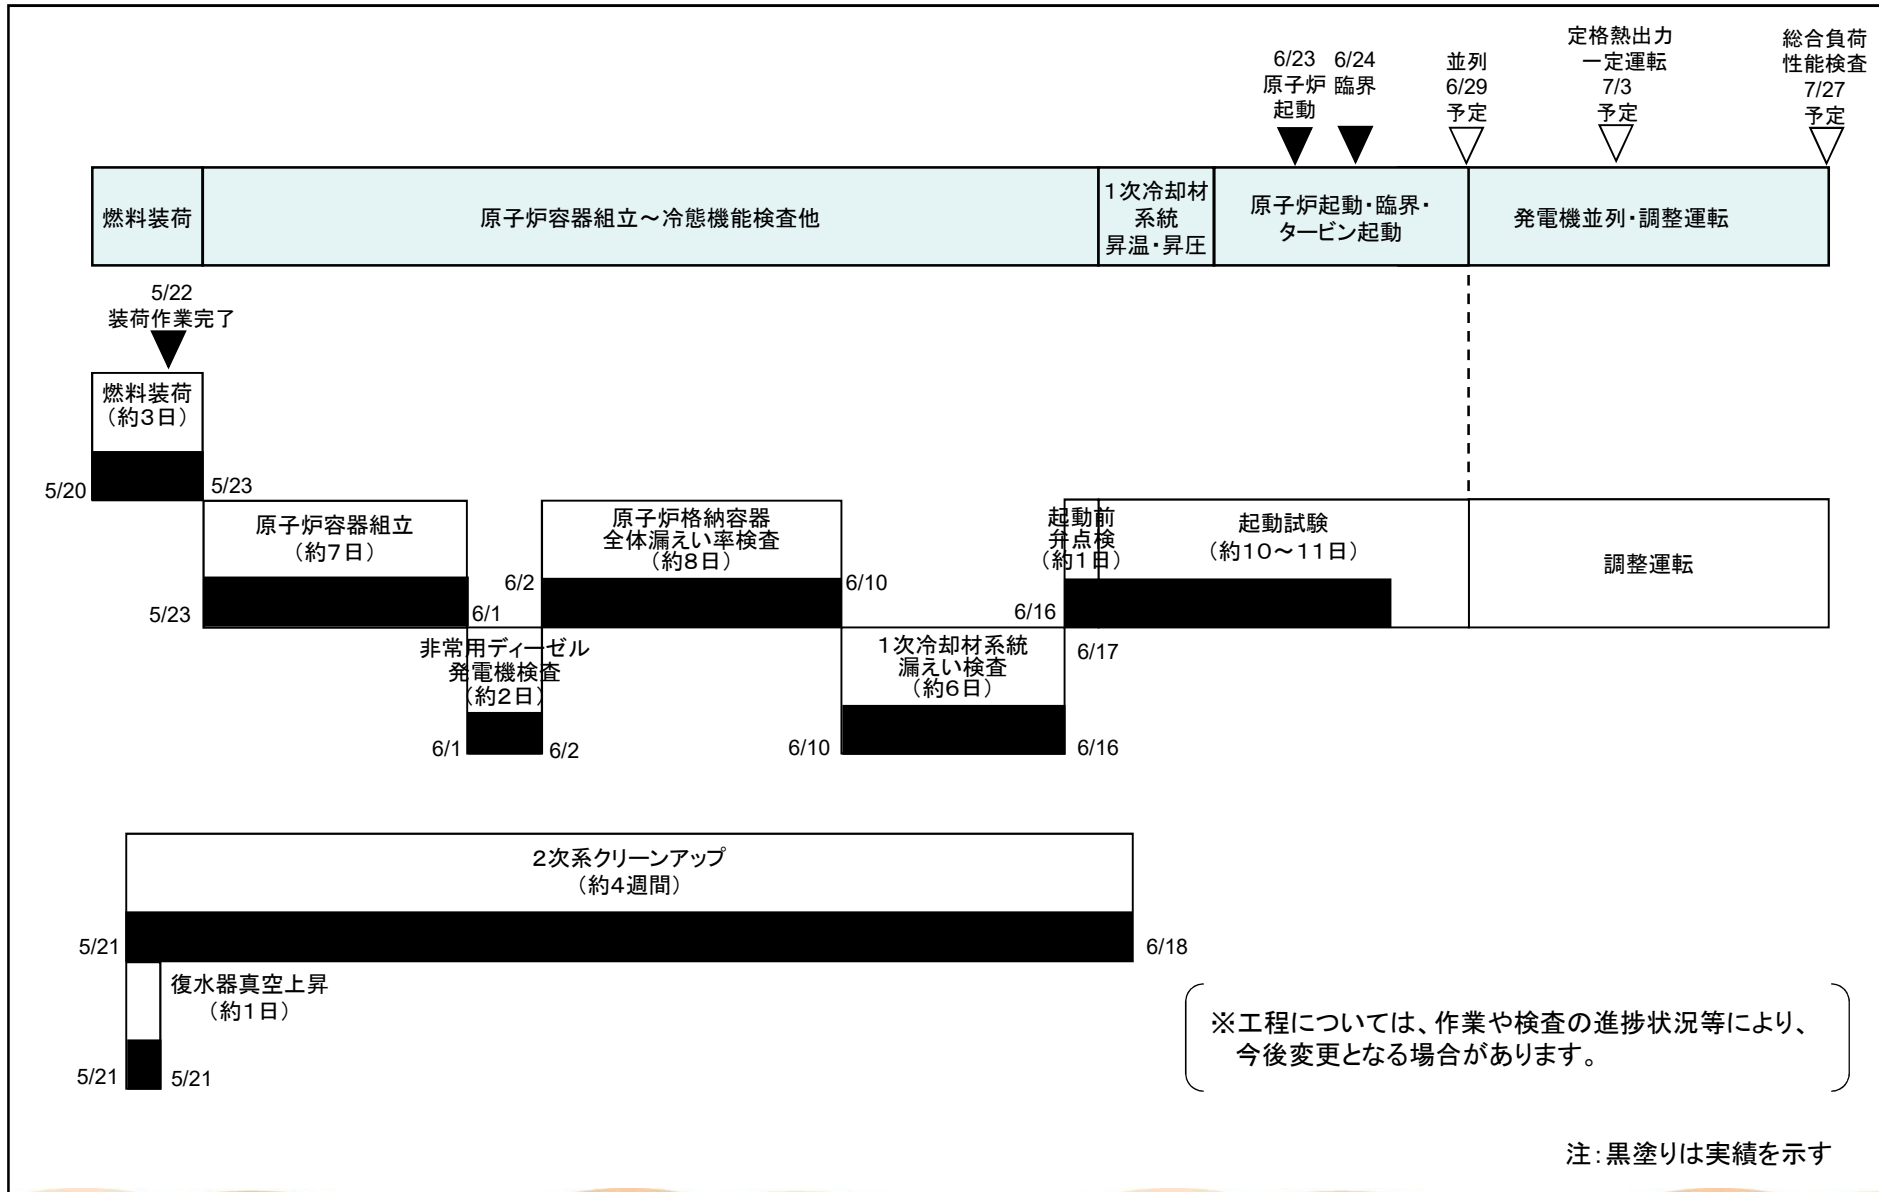 6/23
原子炉
起動
6/24
臨界
並列
6/29
予定
定格熱出力
一定運転
7/3
予定
総合負荷
性能検査
7/27
予定
燃料装荷
原子炉容器組立～冷態機能検査他
1次冷却材
系統
昇温・昇圧
原子炉起動・臨界・
タービン起動
発電機並列・調整運転
5/22
装荷作業完了
燃料装荷
（約3日）
5/20
5/23
原子炉容器組立
（約7日）
5/23
6/1
非常用ディーゼル
発電機検査
（約2日）
6/1
6/2
原子炉格納容器
全体漏えい率検査
（約8日）
6/2
6/10
1次冷却材系統
漏えい検査
（約6日）
6/10
6/16
起動前
弁点検
（約1日）
6/16
6/17
起動試験
（約10～11日）
調整運転
2次系クリーンアップ
（約4週間）
5/21
6/18
復水器真空上昇
（約1日）
5/21
5/21
※工程については、作業や検査の進捗状況等により、
今後変更となる場合があります。
注：黒塗りは実績を示す